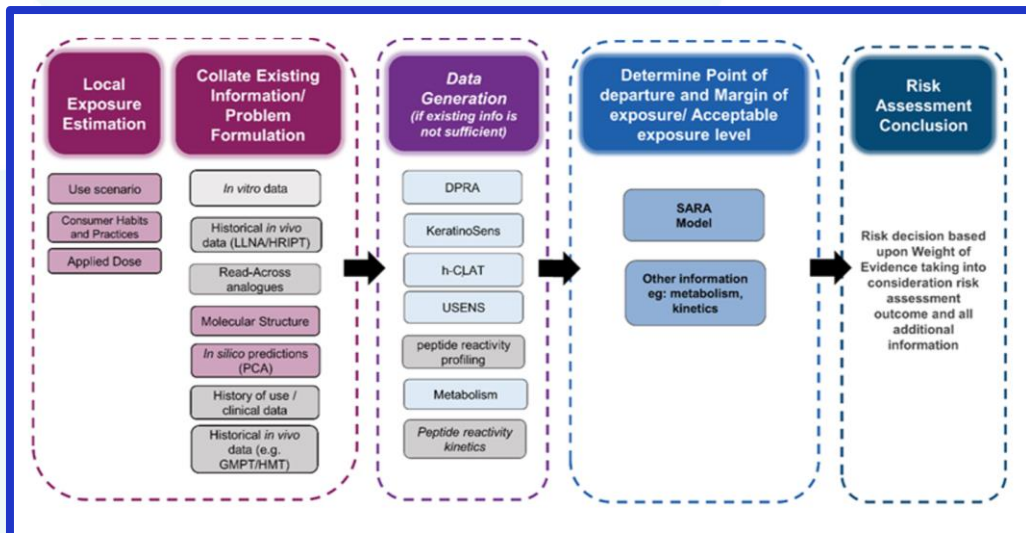 Local
Exposure
Estimation
Use scenario
Consumer Habits
and Practices
Applied Dose
Collate Existing
Information/
Problem
Formulation
In vitro data
Historical in vivo
data (LLNA/HRIPT)
Read-Across
analogues
Molecular Structure
In silico predictions
(PCA)
History of use /
clinical data
Historical in vivo
data (e.g.
GMPT/HMT)
Data
Generation
(if existing info is
not sufficient)
DPRA
KeratinoSens
h-CLAT
USENS
peptide reactivity
profiling
Metabolism
Peptide reactivity
kinetics
Determine Point of
departure and Margin of
exposure/ Acceptable
exposure level
SARA
Model
Other information
eg: metabolism,
kinetics
Risk
Assessment
Conclusion
Risk decision based
upon Weight of
Evidence taking into
consideration risk
assessment
outcome and all
additional
information